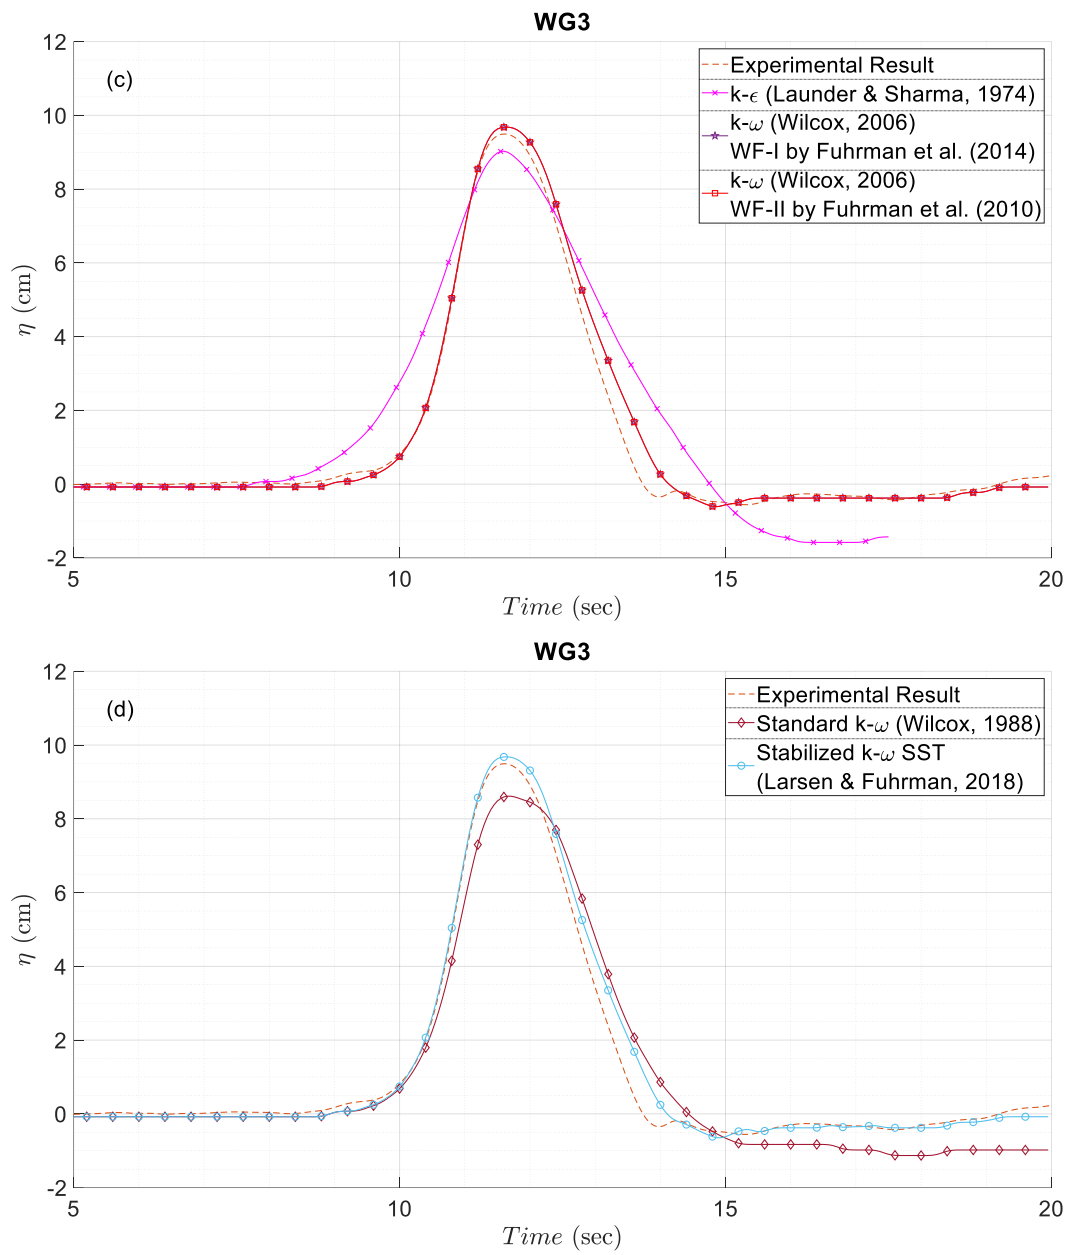 WG3
12
10
8
6
4
2
0
-2
η (cm)
(c)
Experimental Result
k-ϵ (Launder & Sharma, 1974)
k-ω (Wilcox, 2006)
WF-I by Fuhrman et al. (2014)
k-ω (Wilcox, 2006)
WF-II by Fuhrman et al. (2010)
5 10 15 20
Time (sec)
WG3
12
10
8
6
4
2
0
-2
η (cm)
(d)
Experimental Result
Standard k-ω (Wilcox, 1988)
Stabilized k-ω SST
(Larsen & Fuhrman, 2018)
5 10 15 20
Time (sec)